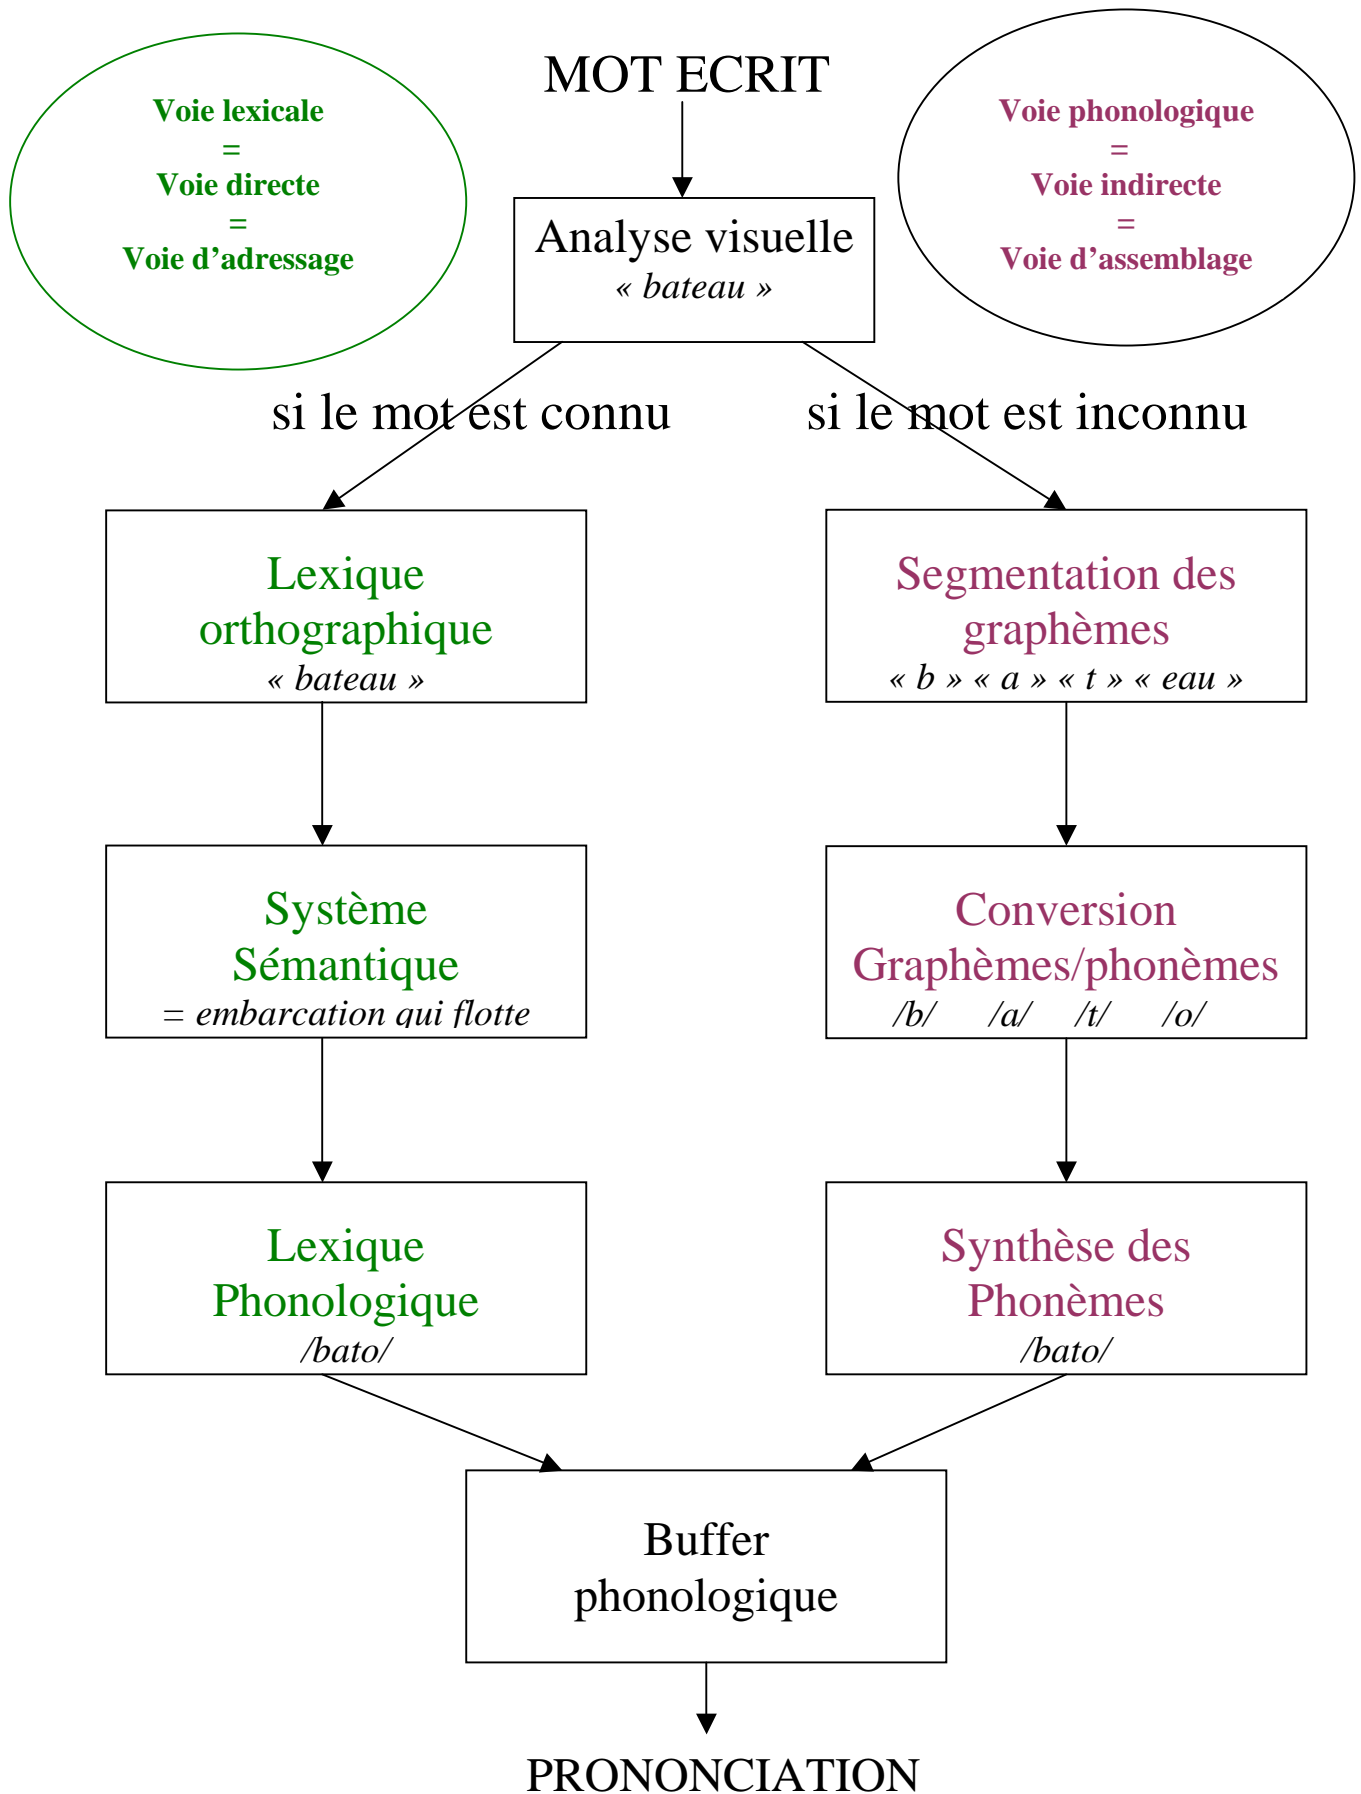 MOT ECRIT
Voie lexicale
=
Voie directe
=
Voie d’adressage
Voie phonologique
=
Voie indirecte
=
Voie d’assemblage
Analyse visuelle
« bateau »
si le mot est connu
si le mot est inconnu
Lexique
orthographique
« bateau »
Segmentation des
graphèmes
« b » « a » « t » « eau »
Système
Sémantique
= embarcation qui flotte
Conversion
Graphèmes/phonèmes
/b/ /a/ /t/ /o/
Lexique
Phonologique
/bato/
Synthèse des
Phonèmes
/bato/
Buffer
phonologique
PRONONCIATION